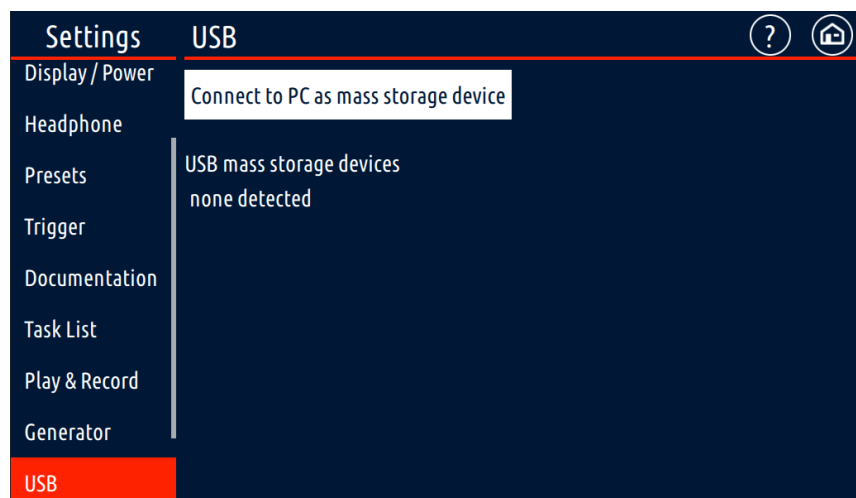 Settings
USB
?
Display / Power
Headphone
Presets
Trigger
Documentation
Task List
Play & Record
Generator
USB
Connect to PC as mass storage device
USB mass storage devices
none detected